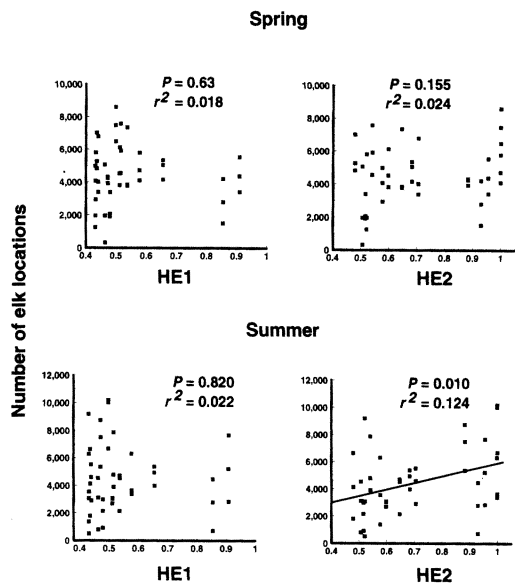 Spring
Number of elk locations
P = 0.63
r² = 0.018
10,000
8,000
6,000
4,000
2,000
0
0.4 0.5 0.6 0.7 0.8 0.9 1
HE1
P = 0.155
r² = 0.024
10,000
8,000
6,000
4,000
2,000
0
0.4 0.5 0.6 0.7 0.8 0.9 1
HE2
Summer
P = 0.820
r² = 0.022
12,000
10,000
8,000
6,000
4,000
2,000
0
0.4 0.5 0.6 0.7 0.8 0.9 1
HE1
P = 0.010
r² = 0.124
12,000
10,000
8,000
6,000
4,000
2,000
0
0.4 0.5 0.6 0.7 0.8 0.9 1
HE2